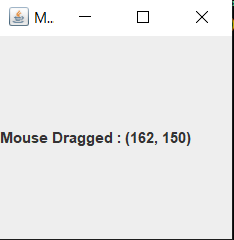 M...
Mouse Dragged : (162, 150)